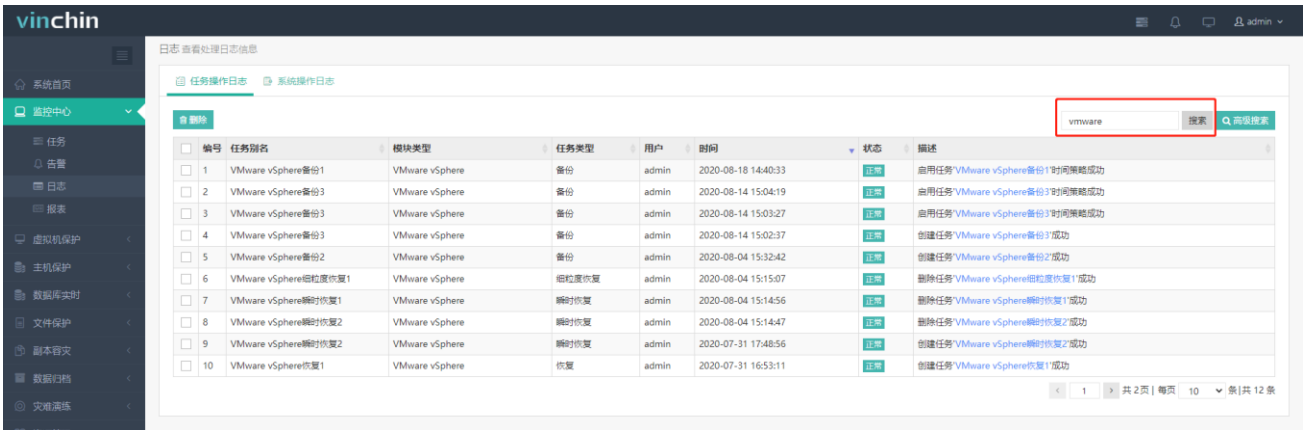 vinchin
admin
日志 查看处理日志信息
系统首页
监控中心
任务
告警
日志
报表
虚拟机保护
主机保护
数据库实时
文件保护
副本容灾
数据归档
灾难演练
任务操作日志 系统操作日志
删除 vmware 搜索 高级搜索
编号 任务别名 模块类型 任务类型 用户 时间 状态 描述
1 VMware vSphere备份1 VMware vSphere 备份 admin 2020-08-18 14:40:33 正常 启用任务'VMware vSphere备份1'时间策略成功
2 VMware vSphere备份3 VMware vSphere 备份 admin 2020-08-14 15:04:19 正常 启用任务'VMware vSphere备份3'时间策略成功
3 VMware vSphere备份3 VMware vSphere 备份 admin 2020-08-14 15:03:27 正常 启用任务'VMware vSphere备份3'时间策略成功
4 VMware vSphere备份3 VMware vSphere 备份 admin 2020-08-14 15:02:37 正常 创建任务'VMware vSphere备份3'成功
5 VMware vSphere备份2 VMware vSphere 备份 admin 2020-08-04 15:32:42 正常 创建任务'VMware vSphere备份2'成功
6 VMware vSphere细粒度恢复1 VMware vSphere 细粒度恢复 admin 2020-08-04 15:15:07 正常 删除任务'VMware vSphere细粒度恢复1'成功
7 VMware vSphere瞬时恢复1 VMware vSphere 瞬时恢复 admin 2020-08-04 15:14:56 正常 删除任务'VMware vSphere瞬时恢复1'成功
8 VMware vSphere瞬时恢复2 VMware vSphere 瞬时恢复 admin 2020-08-04 15:14:47 正常 删除任务'VMware vSphere瞬时恢复2'成功
9 VMware vSphere瞬时恢复2 VMware vSphere 瞬时恢复 admin 2020-07-31 17:48:56 正常 创建任务'VMware vSphere瞬时恢复2'成功
10 VMware vSphere恢复1 VMware vSphere 恢复 admin 2020-07-31 16:53:11 正常 创建任务'VMware vSphere恢复1'成功
1 共 2 页 | 每页 10 条|共 12 条